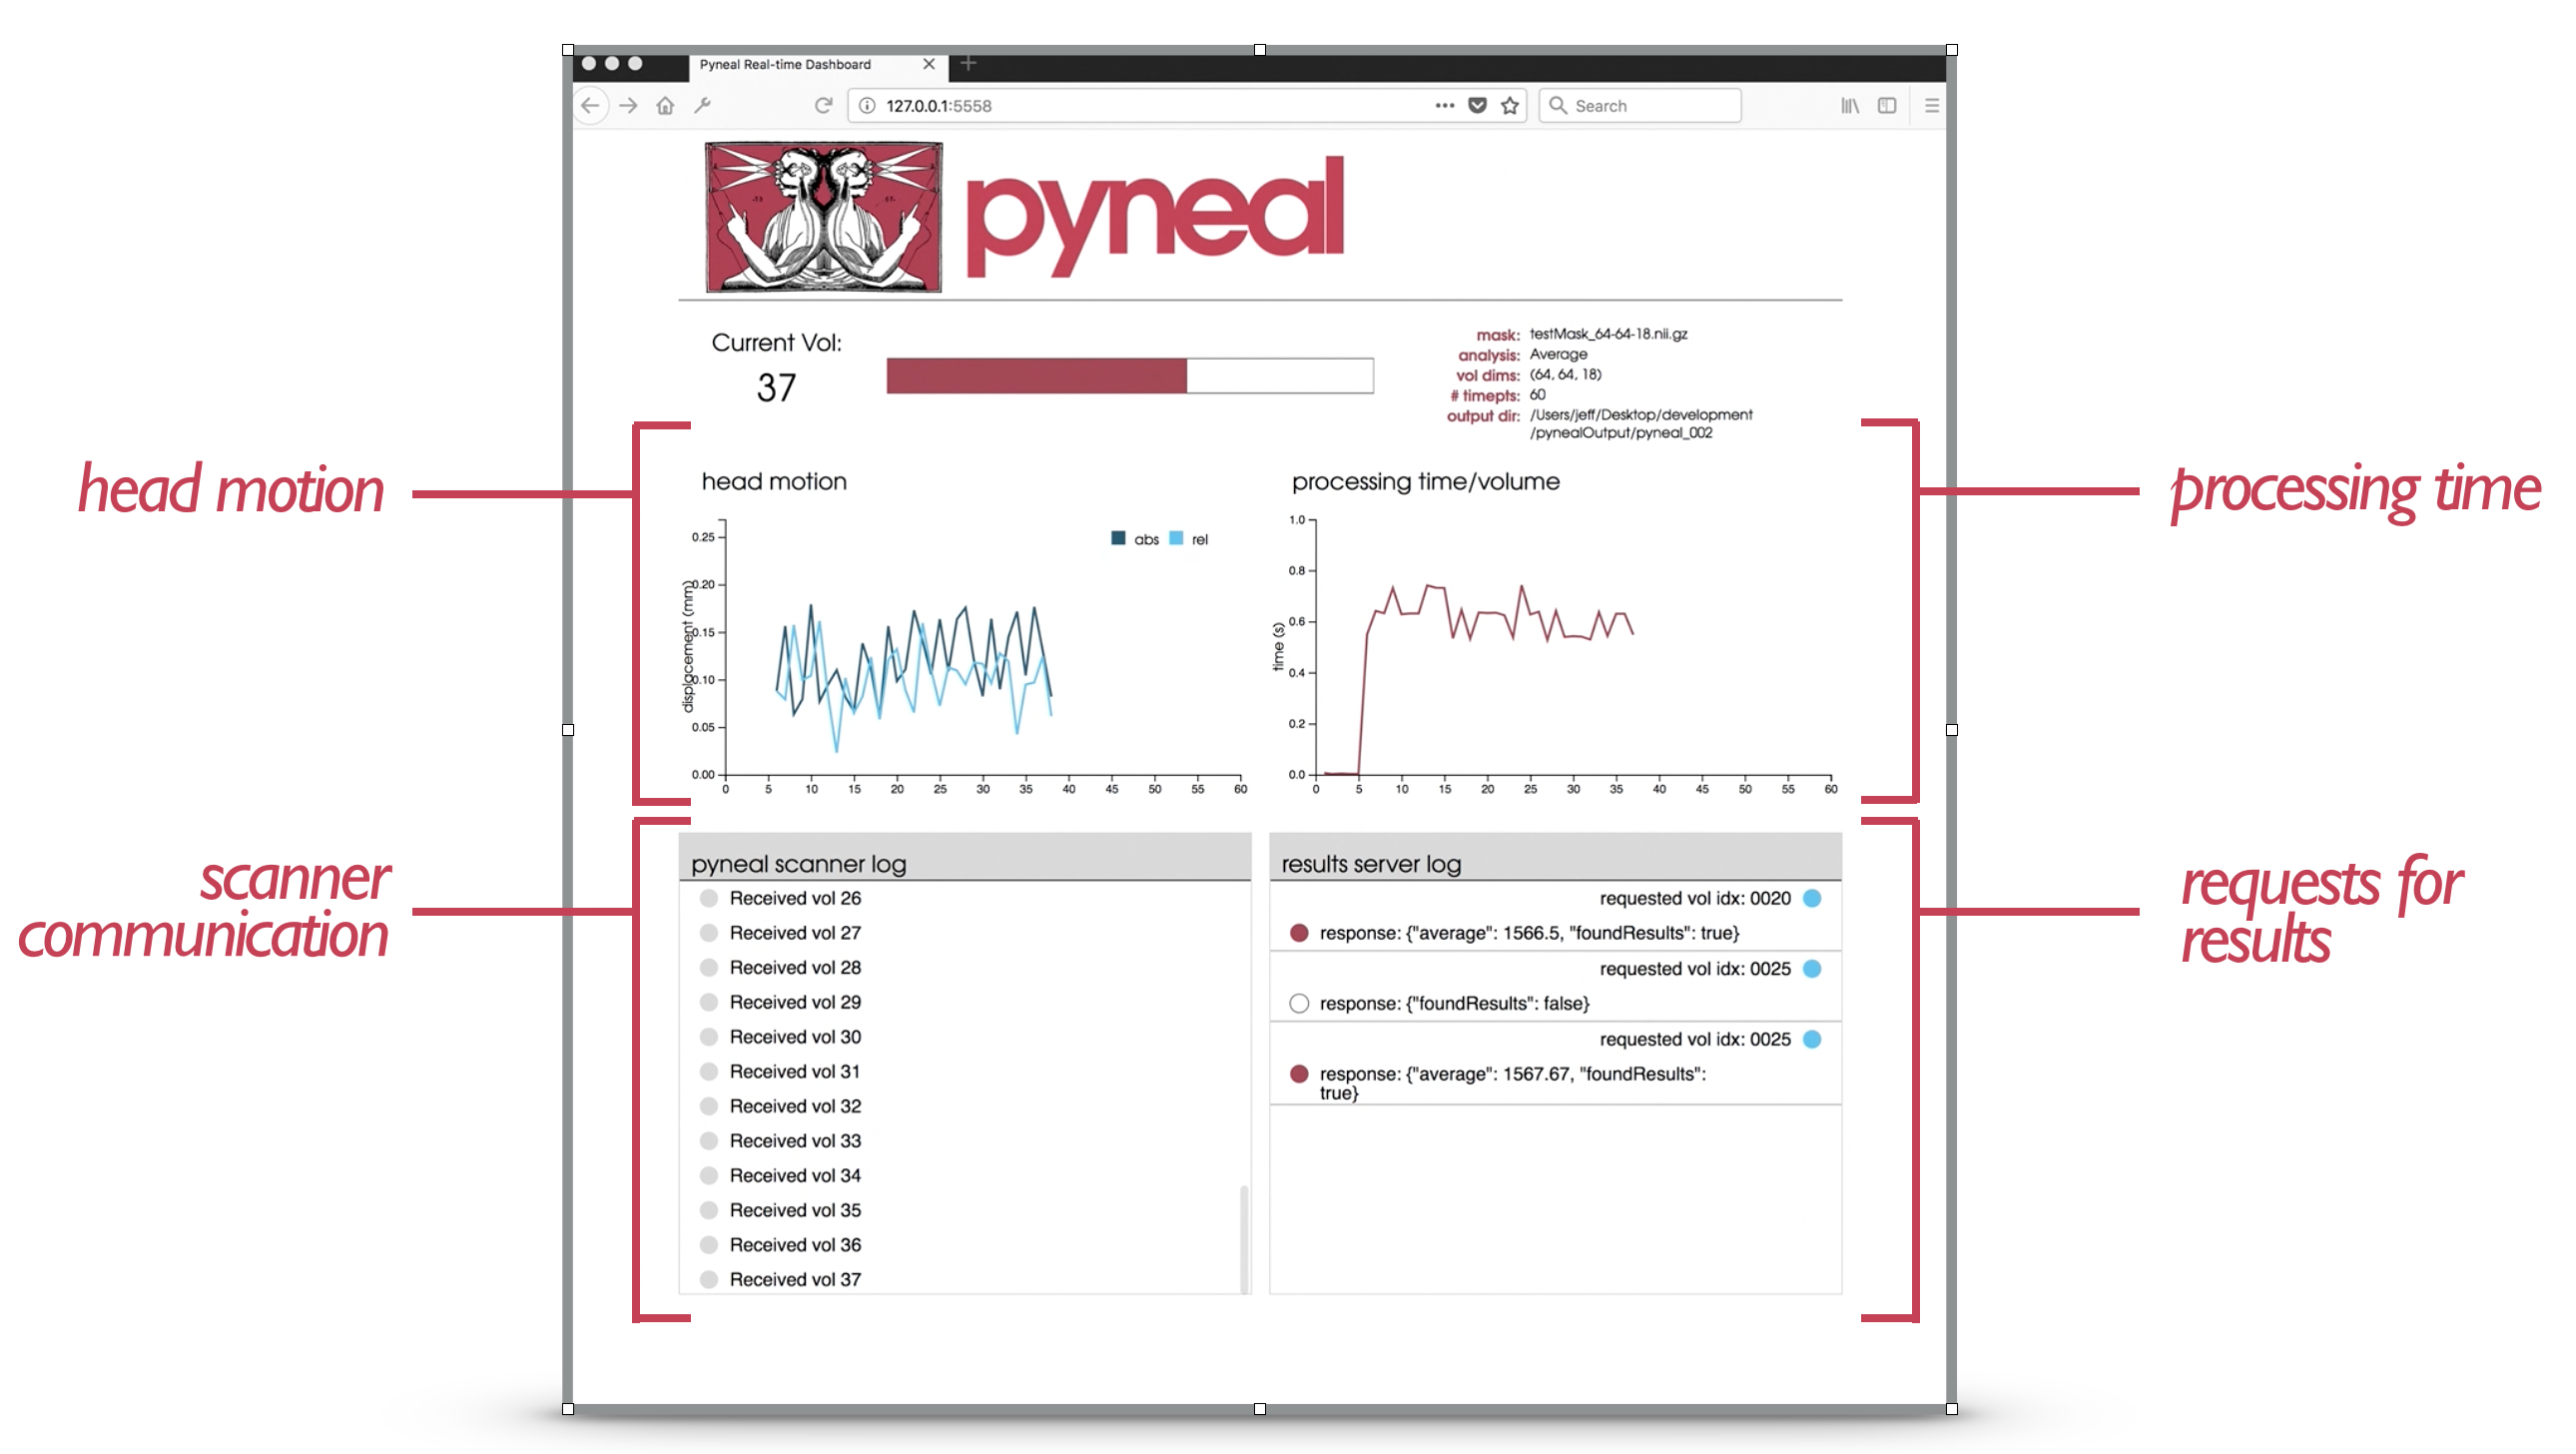 Pyneal Real-time Dashboard
127.0.0.1:5558
Search
pyneal
Current Vol:
37
mask: testMask_64-64-18.nii.gz
analysis: Average
vol dims: (64, 64, 18)
# timepts: 60
output dir: /Users/jeff/Desktop/development
/pynealOutput/pyneal_002
head motion
processing time
head motion
abs rel
displacement (mm)
0.25
0.20
0.15
0.10
0.05
0.00
0 5 10 15 20 25 30 35 40 45 50 55 60
processing time/volume
time (s)
1.0
0.8
0.6
0.4
0.2
0.0
0 5 10 15 20 25 30 35 40 45 50 55 60
scanner
communication
pyneal scanner log
Received vol 26
Received vol 27
Received vol 28
Received vol 29
Received vol 30
Received vol 31
Received vol 32
Received vol 33
Received vol 34
Received vol 35
Received vol 36
Received vol 37
results server log
requested vol idx: 0020
response: {"average": 1566.5, "foundResults": true}
requested vol idx: 0025
response: {"foundResults": false}
requested vol idx: 0025
response: {"average": 1567.67, "foundResults":
true}
requests for
results